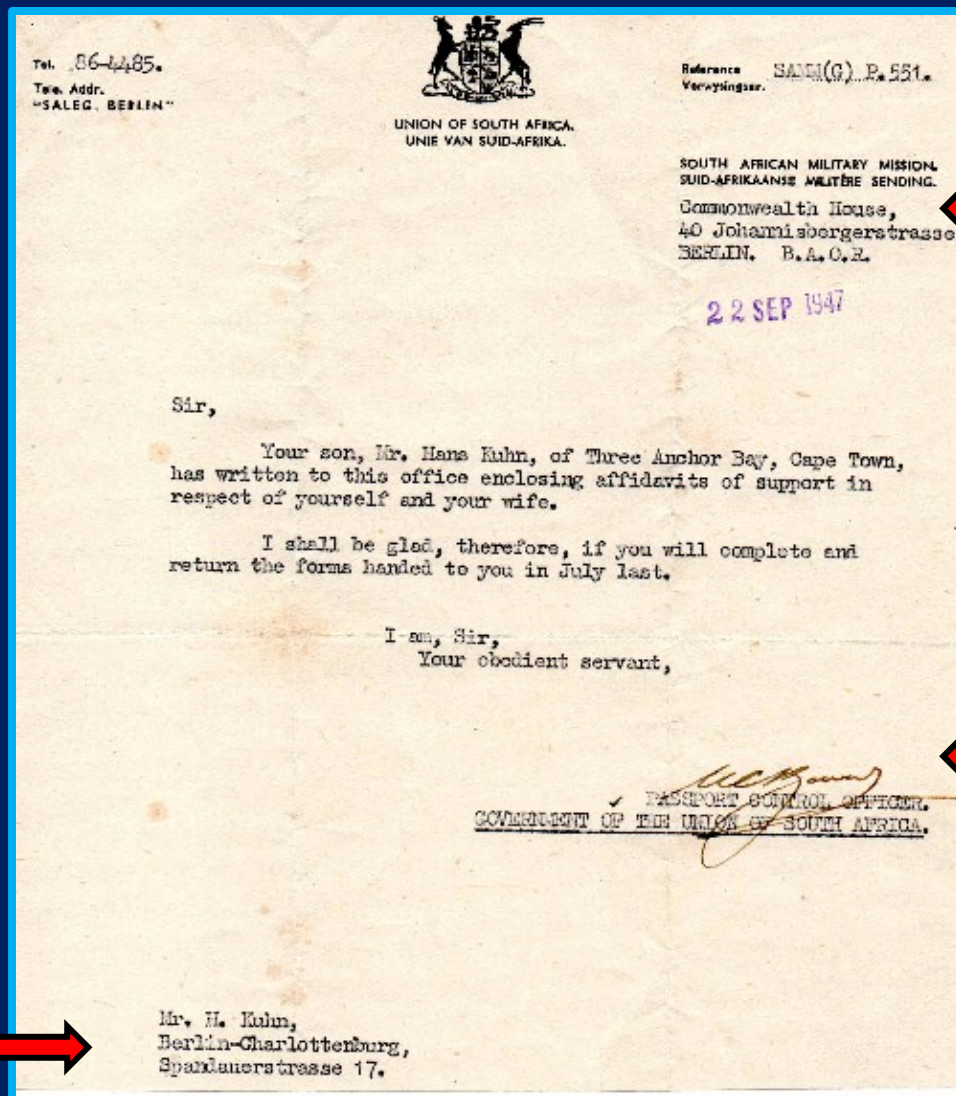 Tel. 86-4485.
Tele. Addr.
"SALEG, BERLIN"
UNION OF SOUTH AFRICA.
UNIE VAN SUID-AFRIKA.
Reference SAMM(G) P.551.
Verwysingsnr.
SOUTH AFRICAN MILITARY MISSION.
SUID-AFRIKAANSE MILITÊRE SENDING.
Commonwealth House,
40 Johannisbergerstrasse
BERLIN. B.A.O.R.
22 SEP 1947
Sir,
Your son, Mr. Hans Kuhn, of Three Anchor Bay, Cape Town,
has written to this office enclosing affidavits of support in
respect of yourself and your wife.
I shall be glad, therefore, if you will complete and
return the forms handed to you in July last.
I am, Sir,
Your obedient servant,
PASSPORT CONTROL OFFICER.
GOVERNMENT OF THE UNION OF SOUTH AFRICA.
Mr. H. Kuhn,
Berlin-Charlottenburg,
Spandauerstrasse 17.